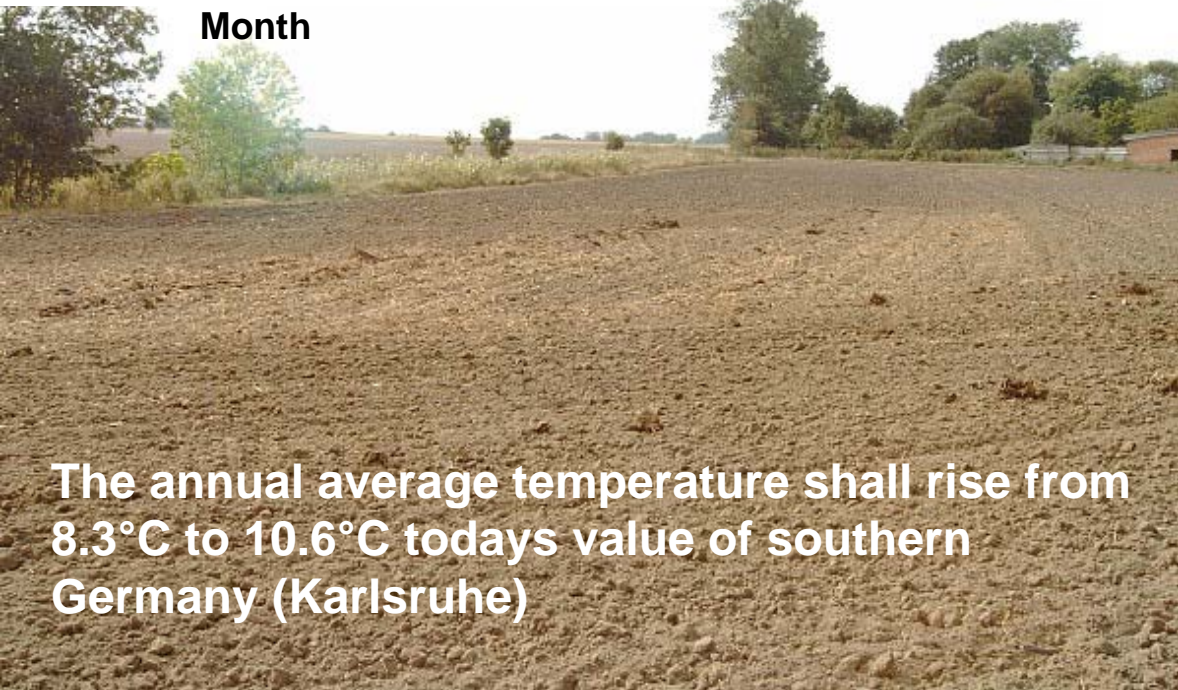 Month
The annual average temperature shall rise from
8.3°C to 10.6°C todays value of southern
Germany (Karlsruhe)